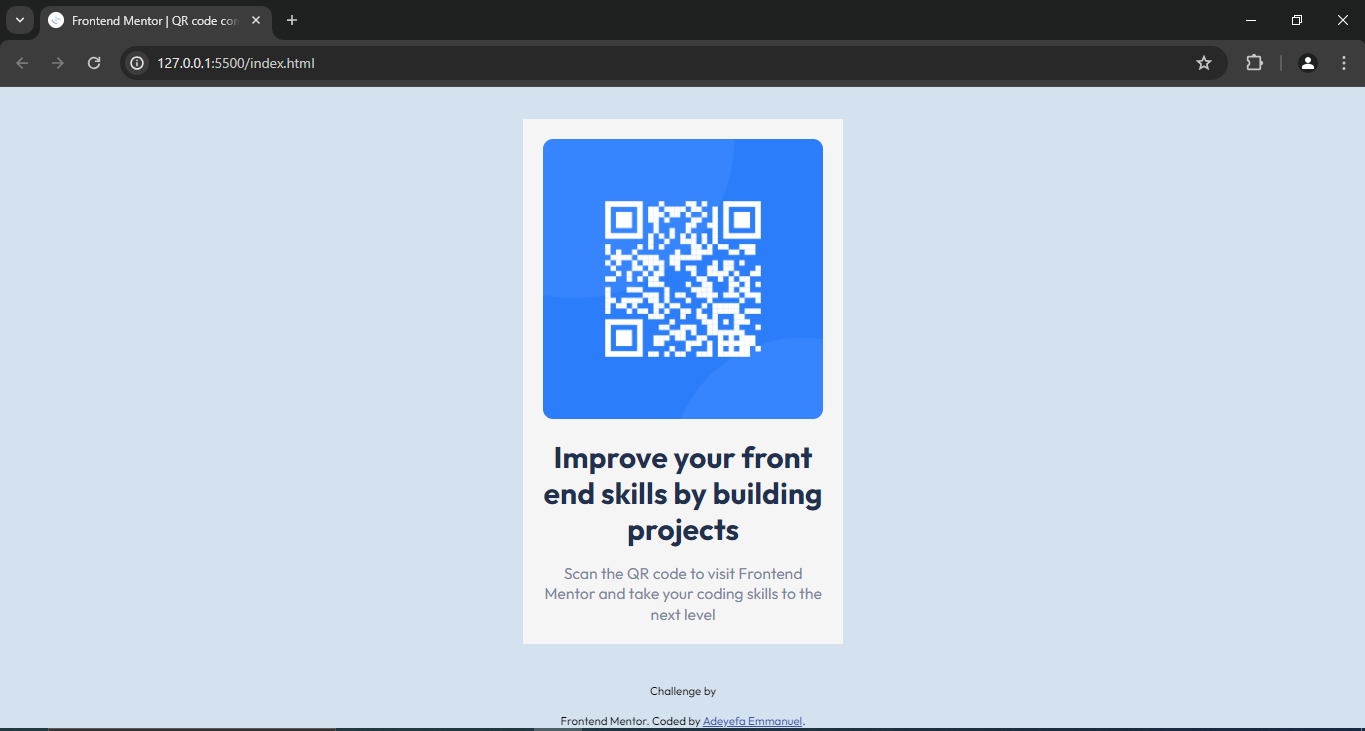 Frontend Mentor | QR code con
127.0.0.1:5500/index.html
Improve your front
end skills by building
projects
Scan the QR code to visit Frontend
Mentor and take your coding skills to the
next level
Challenge by
Frontend Mentor. Coded by Adeyefa Emmanuel.